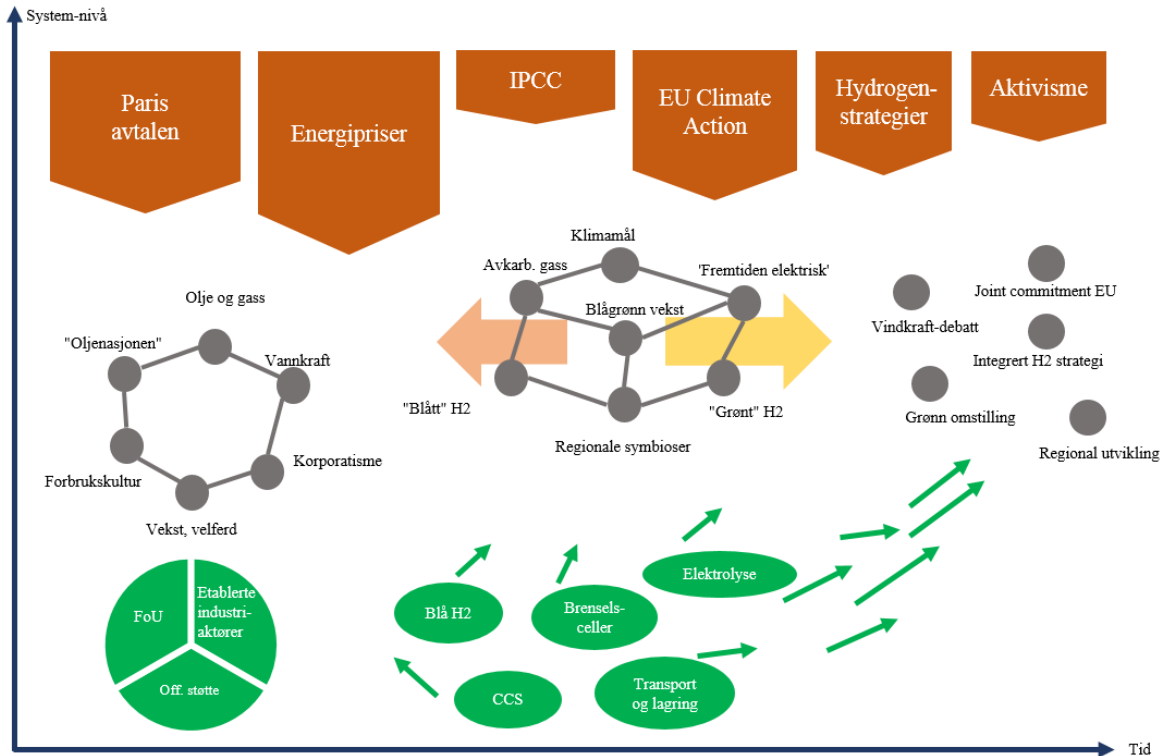 System-nivå
Paris
avtalen
Energipriser
IPCC
EU Climate
Action
Hydrogen-
strategier
Aktivisme
Olje og gass
"Oljenasjonen"
Vannkraft
Forbrukskultur
Korporatisme
Vekst, velferd
Klimamål
Avkarb. gass
'Fremtiden elektrisk'
Blågrønn vekst
"Blått" H2
"Grønt" H2
Regionale symbioser
Joint commitment EU
Vindkraft-debatt
Integrert H2 strategi
Grønn omstilling
Regional utvikling
FoU
Etablerte
industri-
aktører
Off. støtte
Blå H2
Brensels-
celler
Elektrolyse
CCS
Transport
og lagring
Tid